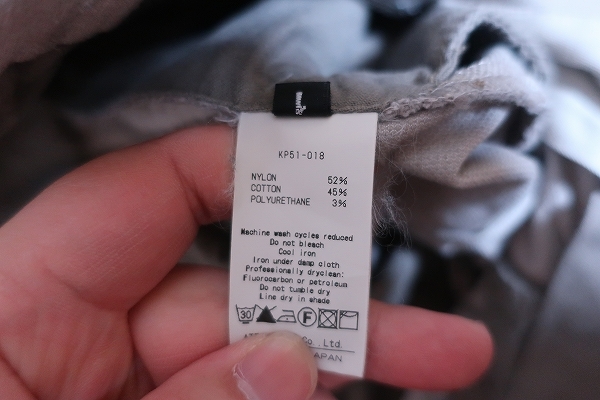 KP51-018
NYLON 52%
COTTON 45%
POLYURETHANE 3%
Machine wash cycles reduced
Do not bleach
Cool iron
Iron under damp cloth
Professionally dryclean:
Fluorocarbon or petroleum
Do not tumble dry
Line dry in shade
30 F
Co., Ltd.
JAPAN